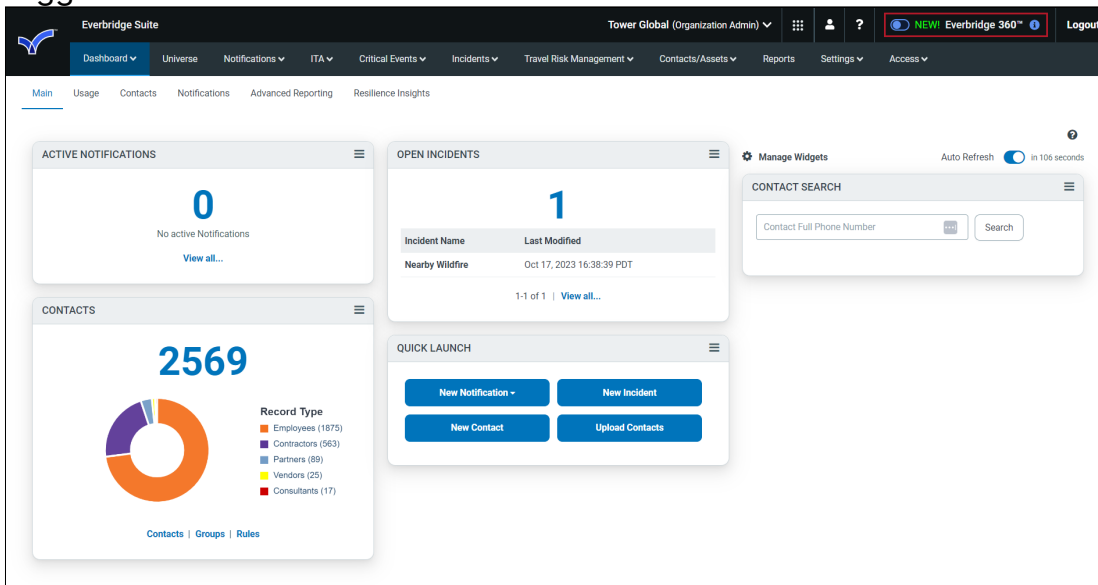 Everbridge Suite
Tower Global (Organization Admin)
?
NEW! Everbridge 360™
Logout
Dashboard Universe Notifications ITA Critical Events Incidents Travel Risk Management Contacts/Assets Reports Settings Access
Main Usage Contacts Notifications Advanced Reporting Resilience Insights
ACTIVE NOTIFICATIONS
0
No active Notifications
View all...
CONTACTS
2569
Record Type
Employees (1875)
Contractors (563)
Partners (89)
Vendors (25)
Consultants (17)
Contacts | Groups | Rules
OPEN INCIDENTS
1
Incident Name Last Modified
Nearby Wildfire Oct 17, 2023 16:38:39 PDT
1-1 of 1 | View all...
QUICK LAUNCH
New Notification New Incident
New Contact Upload Contacts
Manage Widgets Auto Refresh in 106 seconds
CONTACT SEARCH
Contact Full Phone Number Search